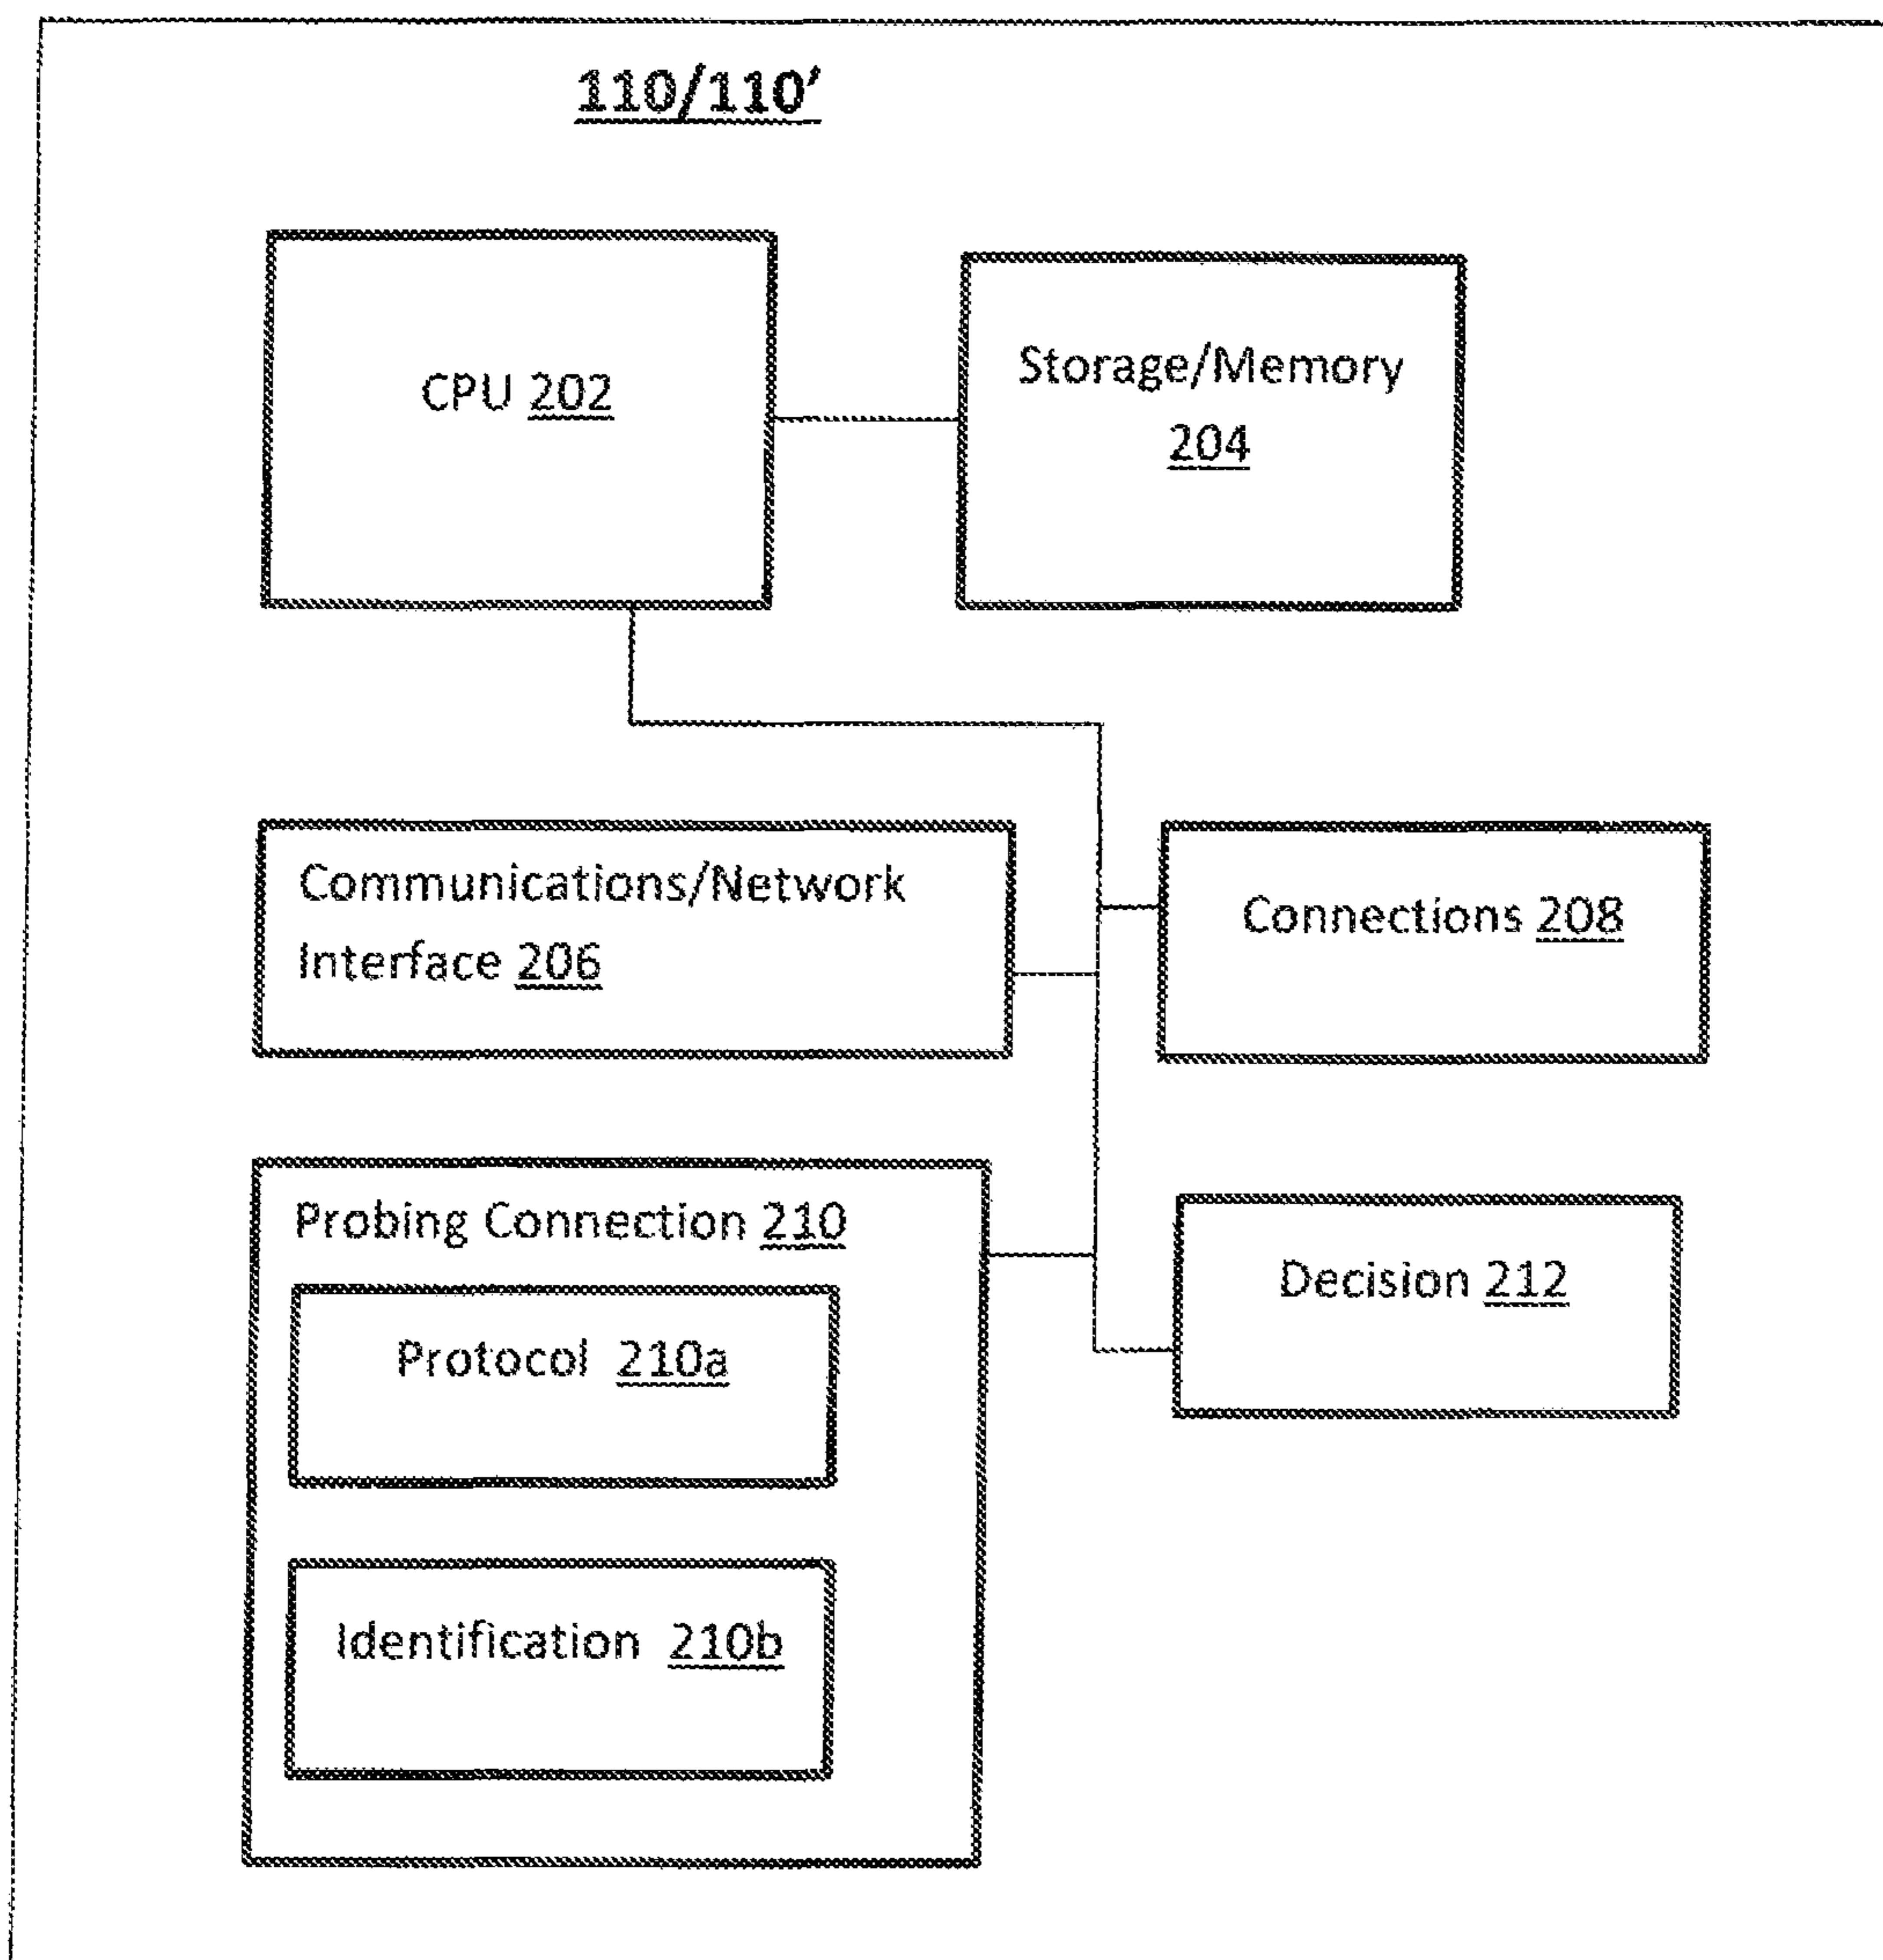 110/110'
CPU 202
Storage/Memory
204
Communications/Network
Interface 206
Connections 208
Probing Connection 210
Decision 212
Protocol 210a
Identification 210b